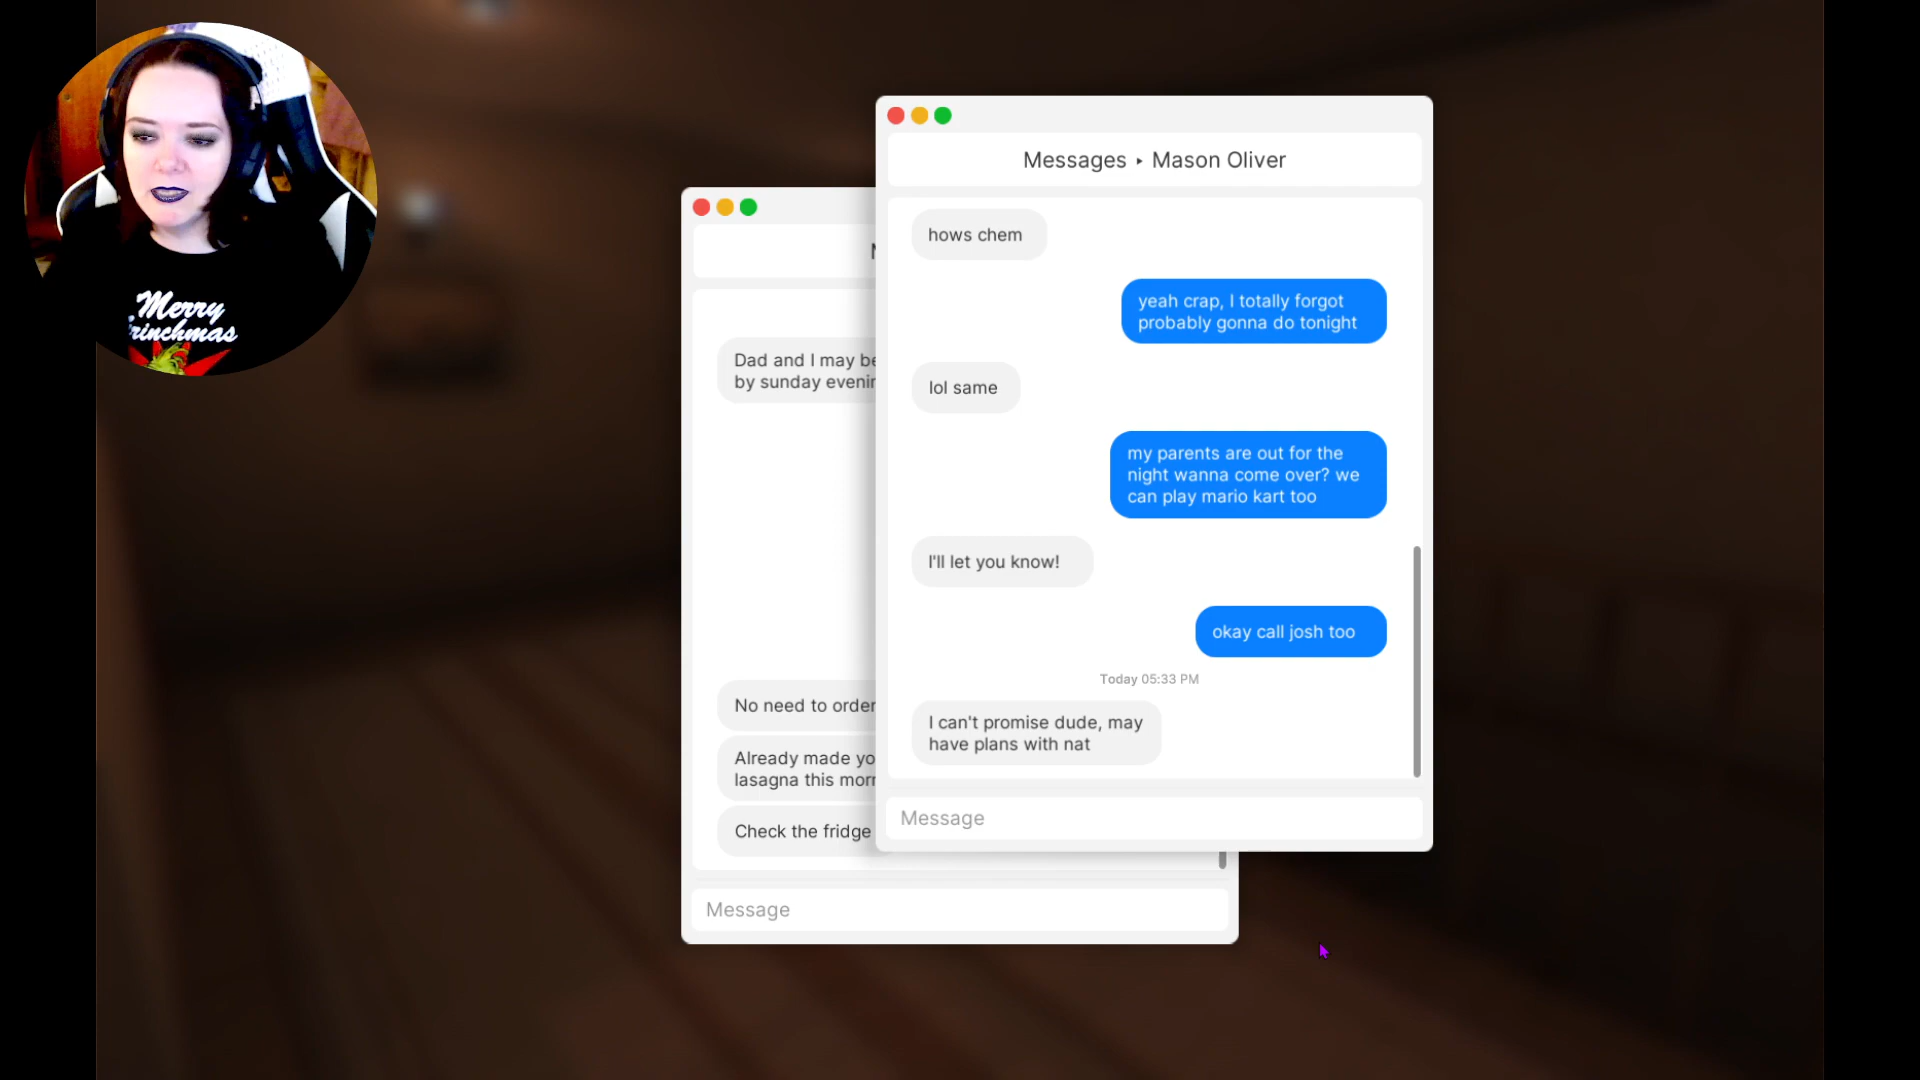 Merry
rinchmas
Messages ▸ Mason Oliver
hows chem
yeah crap, I totally forgot
probably gonna do tonight
lol same
my parents are out for the
night wanna come over? we
can play mario kart too
I'll let you know!
okay call josh too
Today 05:33 PM
I can't promise dude, may
have plans with nat
Message
Dad and I may be
by sunday evenin
No need to order
Already made yo
lasagna this morn
Check the fridge
Message